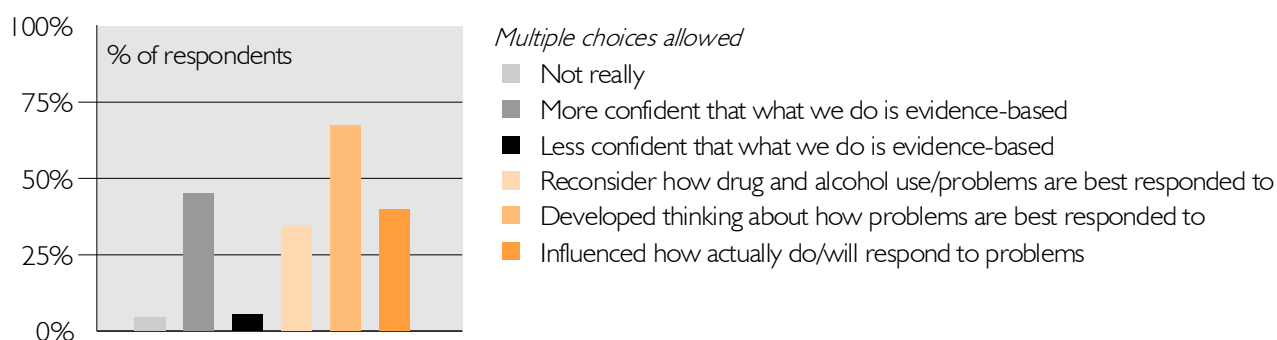 100%
% of respondents
75%
50%
25%
0%
Multiple choices allowed
Not really
More confident that what we do is evidence-based
Less confident that what we do is evidence-based
Reconsider how drug and alcohol use/problems are best responded to
Developed thinking about how problems are best responded to
Influenced how actually do/will respond to problems